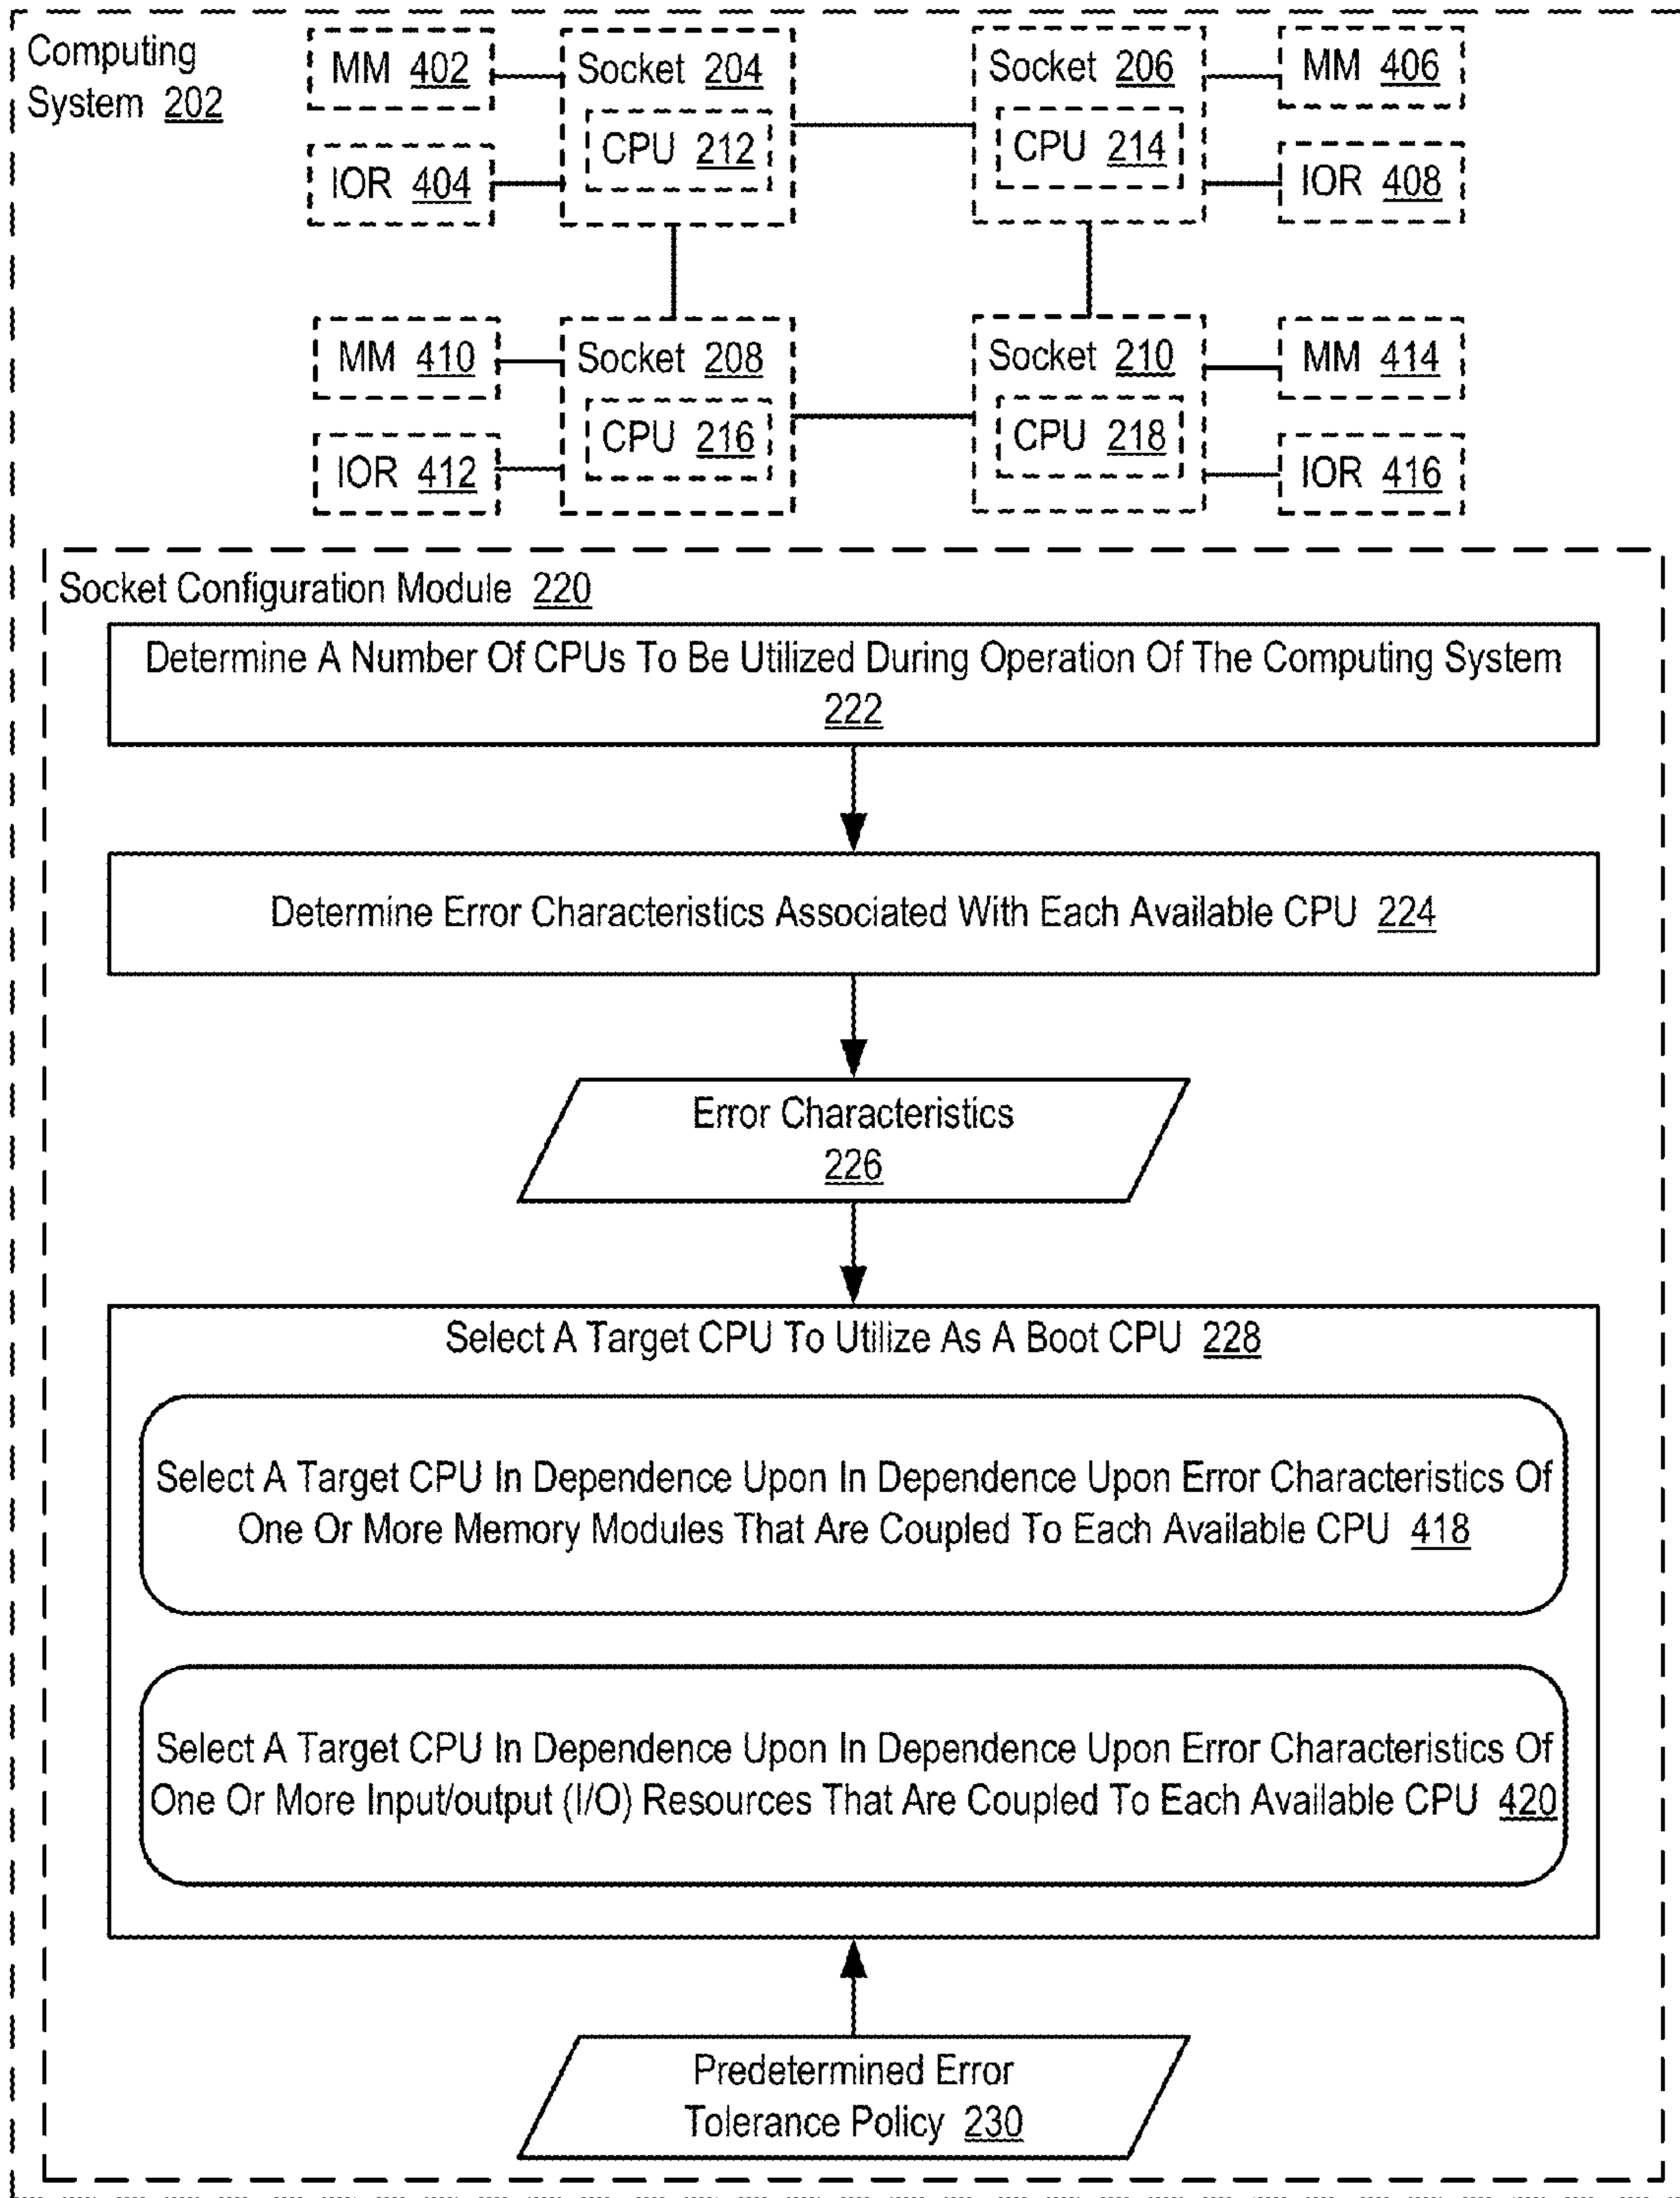 Computing
System 202
MM 402
Socket 204
CPU 212
IOR 404
Socket 206
CPU 214
MM 406
IOR 408
MM 410
Socket 208
CPU 216
IOR 412
Socket 210
CPU 218
MM 414
IOR 416
Socket Configuration Module 220
Determine A Number Of CPUs To Be Utilized During Operation Of The Computing System
222
Determine Error Characteristics Associated With Each Available CPU 224
Error Characteristics
226
Select A Target CPU To Utilize As A Boot CPU 228
Select A Target CPU In Dependence Upon In Dependence Upon Error Characteristics Of
One Or More Memory Modules That Are Coupled To Each Available CPU 418
Select A Target CPU In Dependence Upon In Dependence Upon Error Characteristics Of
One Or More Input/output (I/O) Resources That Are Coupled To Each Available CPU 420
Predetermined Error
Tolerance Policy 230